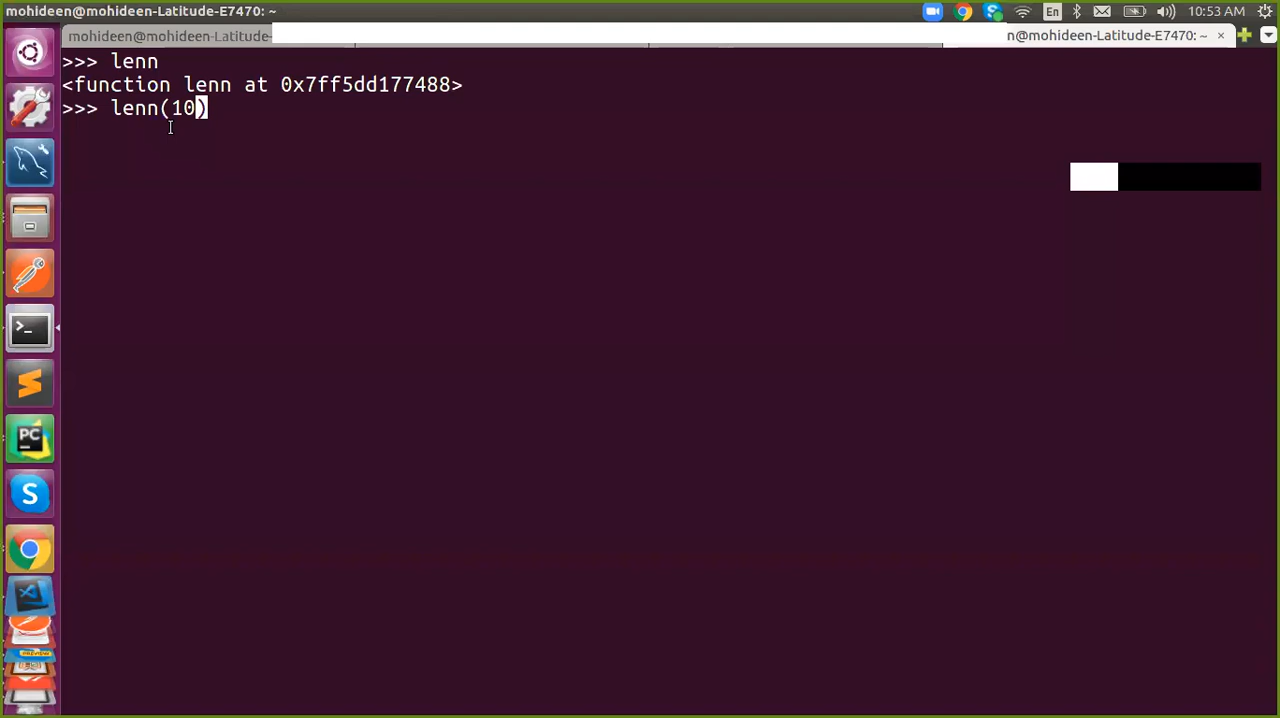 mohideen@mohideen-Latitude-E7470: ~
En
10:53 AM
mohideen@mohideen-Latitude-
n@mohideen-Latitude-E7470: ~ ×
>>> lenn
<function lenn at 0x7ff5dd177488>
>>> lenn(10)
>_
PC
S